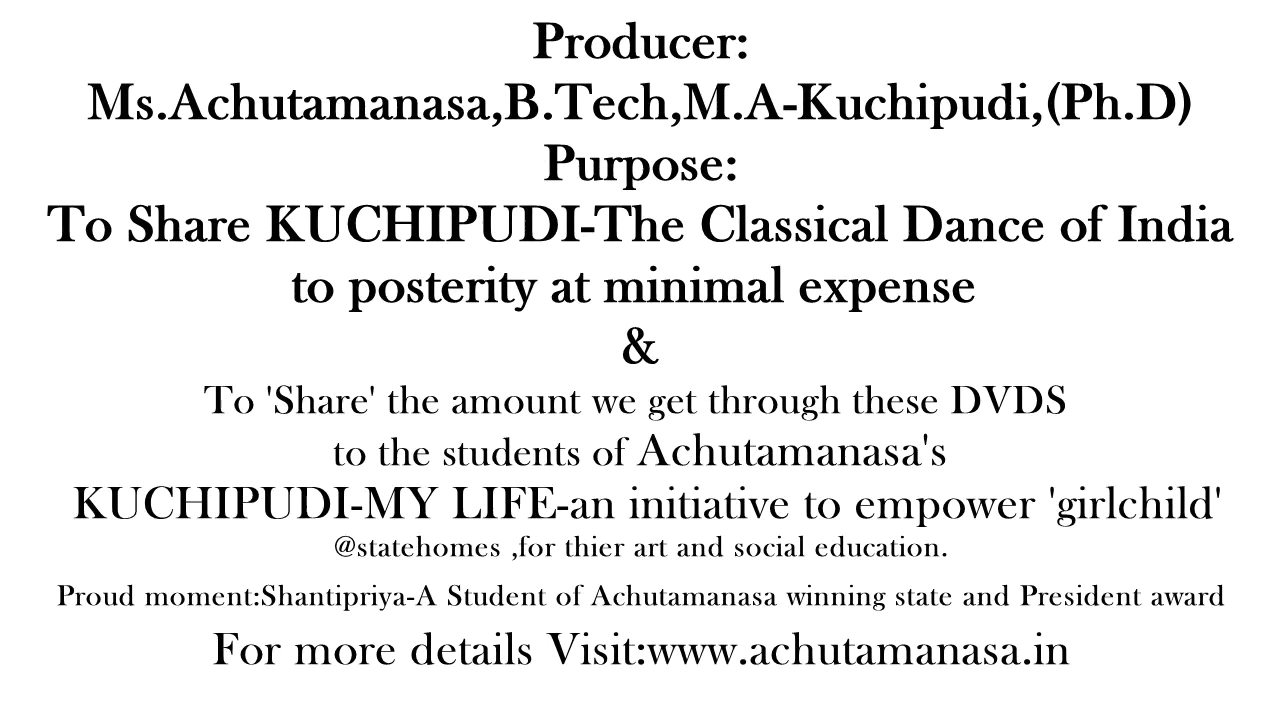 Producer:
Ms.Achutamanasa,B.Tech,M.A-Kuchipudi,(Ph.D)
Purpose:
To Share KUCHIPUDI-The Classical Dance of India
to posterity at minimal expense
&
To 'Share' the amount we get through these DVDS
to the students of Achutamanasa's
KUCHIPUDI-MY LIFE-an initiative to empower 'girlchild'
@statehomes ,for thier art and social education.
Proud moment:Shantipriya-A Student of Achutamanasa winning state and President award
For more details Visit:www.achutamanasa.in